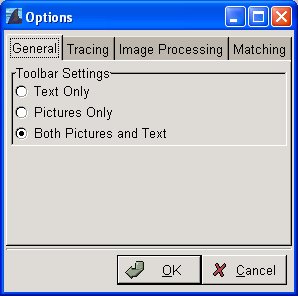 Options
General Tracing Image Processing Matching
Toolbar Settings
Text Only
Pictures Only
Both Pictures and Text
OK Cancel